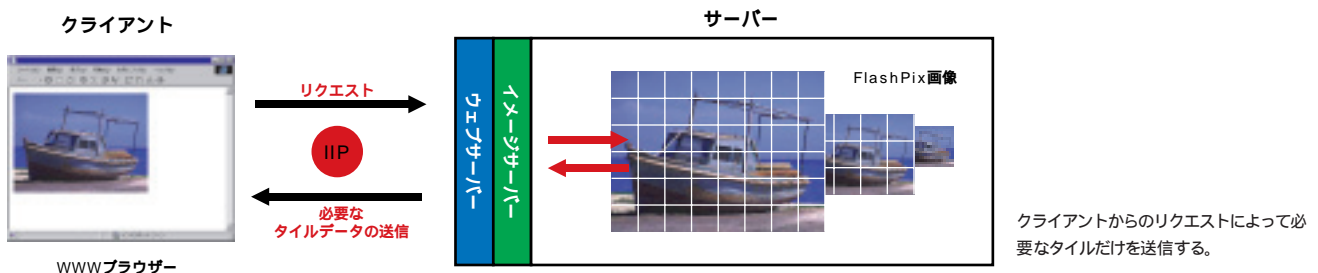 クライアント
サーバー
リクエスト
IIP
必要な
タイルデータの送信
ウェブサーバー
イメージサーバー
FlashPix画像
クライアントからのリクエストによって必
要なタイルだけを送信する。
WWWブラウザー